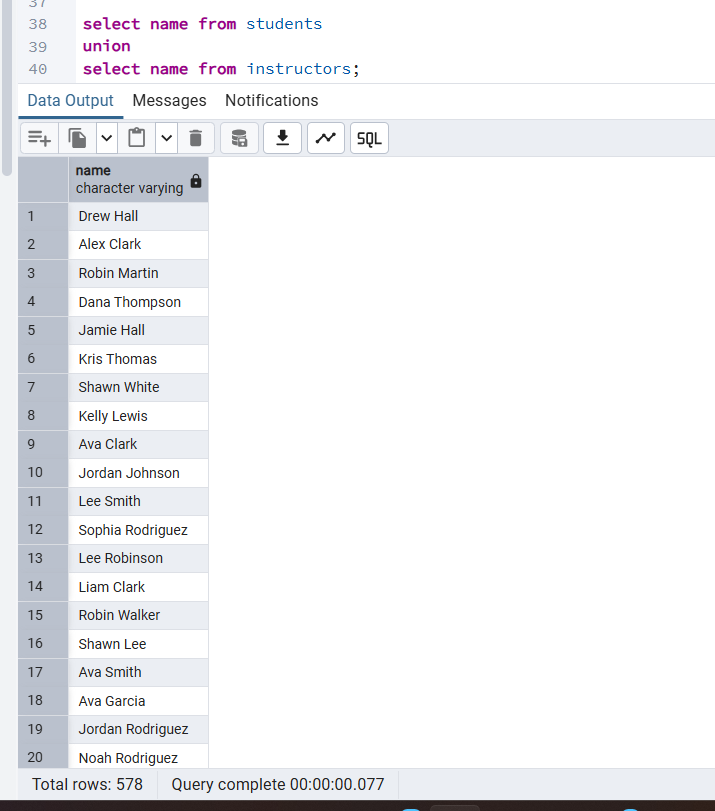 37
38 select name from students
39 union
40 select name from instructors;
Data Output Messages Notifications
SQL
name
character varying
1 Drew Hall
2 Alex Clark
3 Robin Martin
4 Dana Thompson
5 Jamie Hall
6 Kris Thomas
7 Shawn White
8 Kelly Lewis
9 Ava Clark
10 Jordan Johnson
11 Lee Smith
12 Sophia Rodriguez
13 Lee Robinson
14 Liam Clark
15 Robin Walker
16 Shawn Lee
17 Ava Smith
18 Ava Garcia
19 Jordan Rodriguez
20 Noah Rodriguez
Total rows: 578 Query complete 00:00:00.077